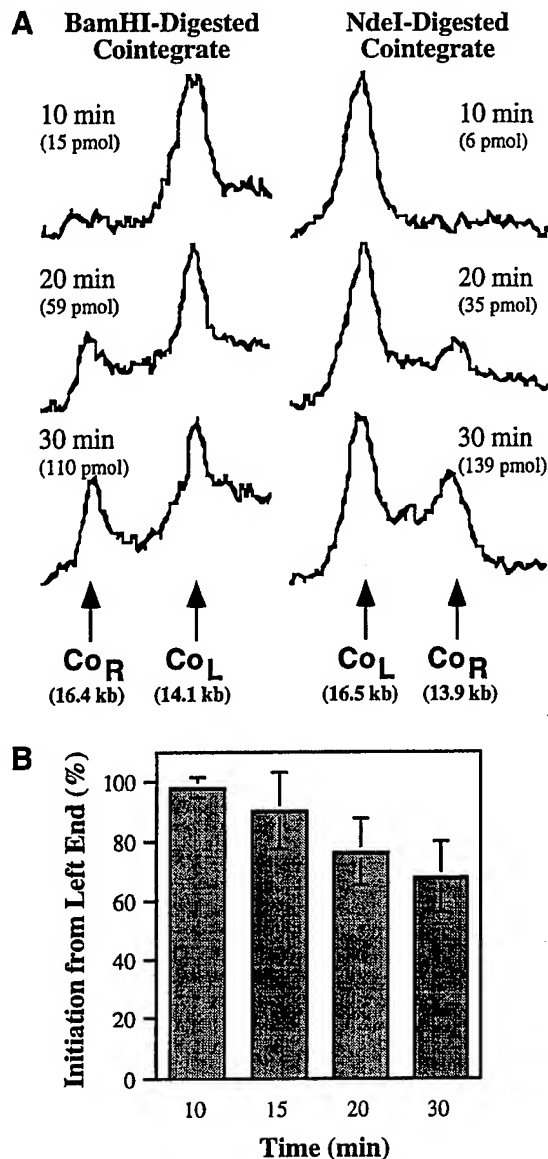 A
BamHI-Digested Cointegrate
NdeI-Digested Cointegrate
10 min
(15 pmol)
10 min
(6 pmol)
20 min
(59 pmol)
20 min
(35 pmol)
30 min
(110 pmol)
30 min
(139 pmol)
CoR
(16.4 kb)
CoL
(14.1 kb)
CoL
(16.5 kb)
CoR
(13.9 kb)
B
Initiation from Left End (%)
100
80
60
40
20
0
10 15 20 30
Time (min)